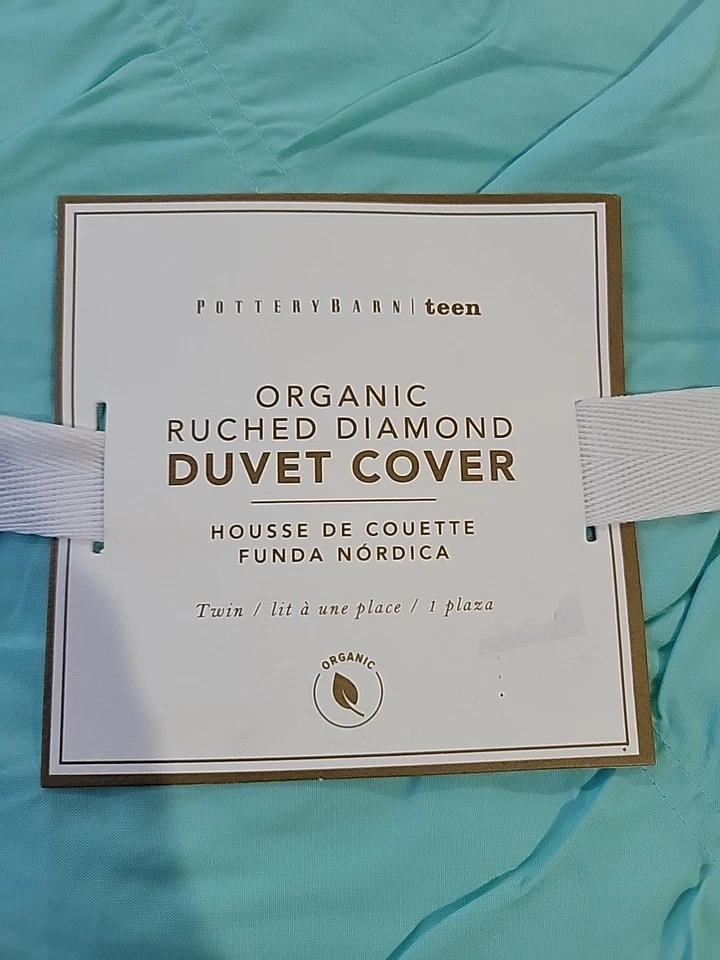 POTTERYBARN | teen
ORGANIC
RUCHED DIAMOND
DUVET COVER
HOUSSE DE COUETTE
FUNDA NÓRDICA
Twin / lit à une place / 1 plaza
ORGANIC